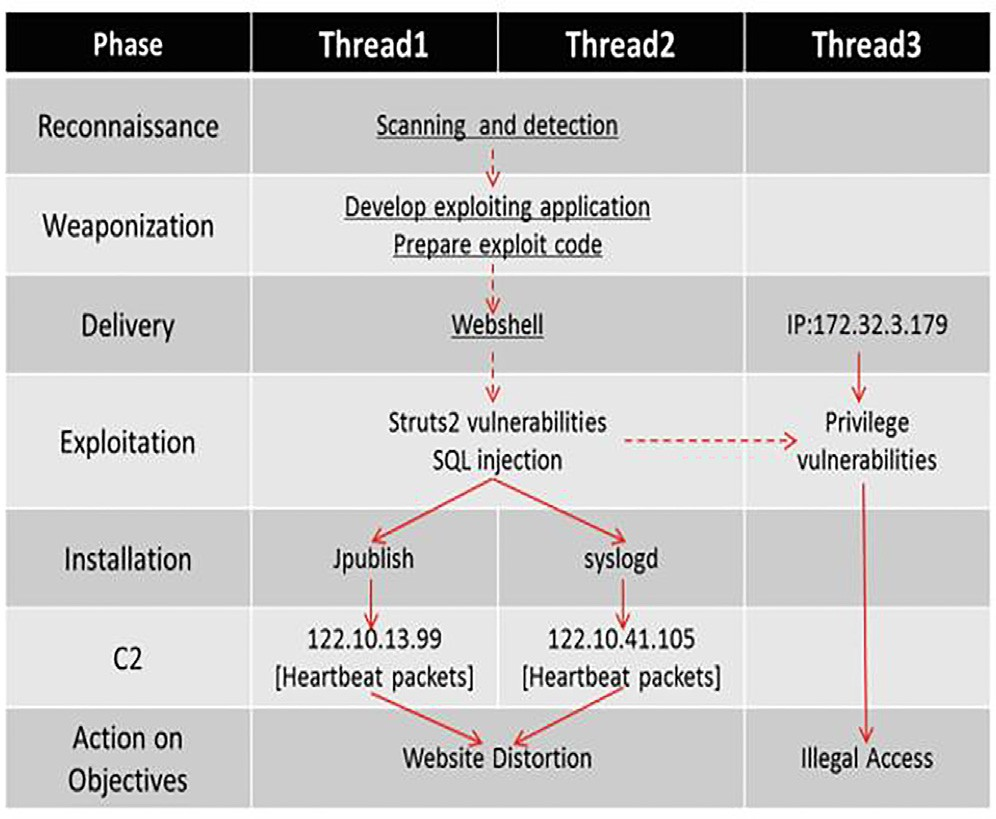 Phase Thread1 Thread2 Thread3
Reconnaissance Scanning and detection
Weaponization Develop exploiting application
Prepare exploit code
Delivery Webshell IP:172.32.3.179
Exploitation Struts2 vulnerabilities Privilege
SQL injection vulnerabilities
Installation Jpublish syslogd
C2 122.10.13.99 122.10.41.105
[Heartbeat packets] [Heartbeat packets]
Action on
Objectives Website Distortion Illegal Access